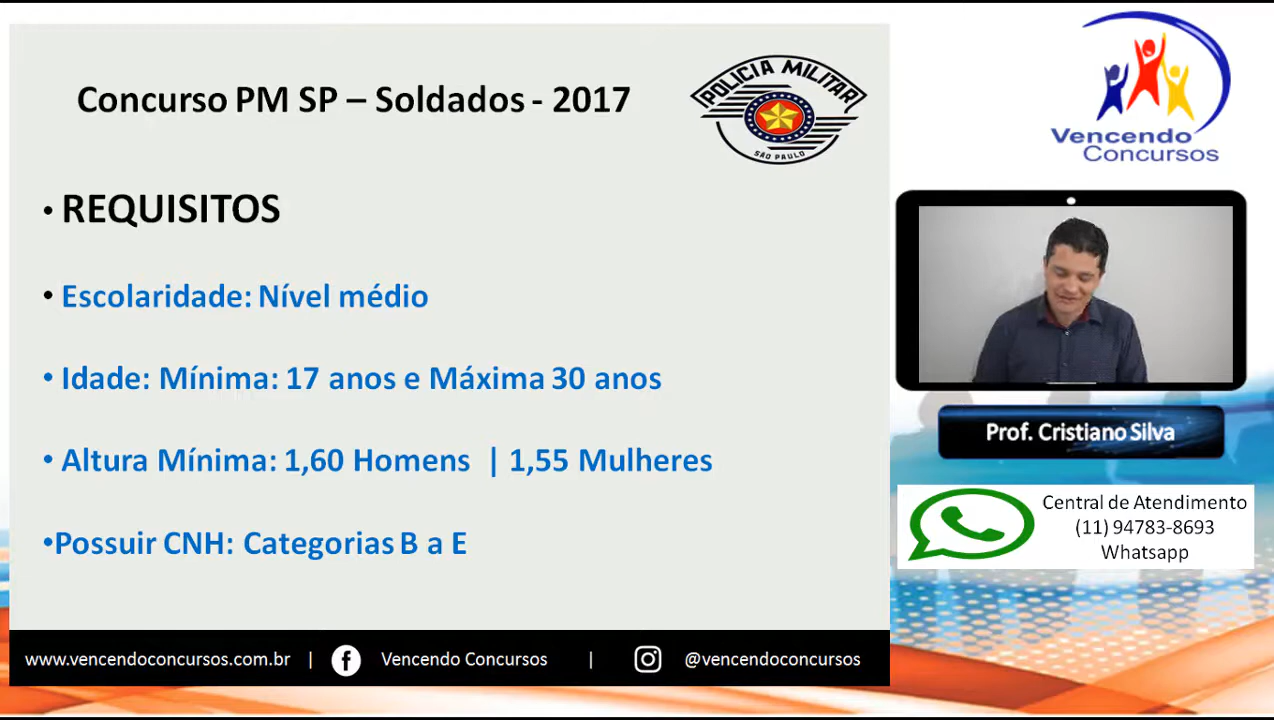 Concurso PM SP – Soldados - 2017
POLICIA MILITAR
SÃO PAULO
Vencendo
Concursos
• REQUISITOS
• Escolaridade: Nível médio
• Idade: Mínima: 17 anos e Máxima 30 anos
• Altura Mínima: 1,60 Homens | 1,55 Mulheres
•Possuir CNH: Categorias B a E
Prof. Cristiano Silva
Central de Atendimento
(11) 94783-8693
Whatsapp
www.vencendoconcursos.com.br | Vencendo Concursos | @vencendoconcursos